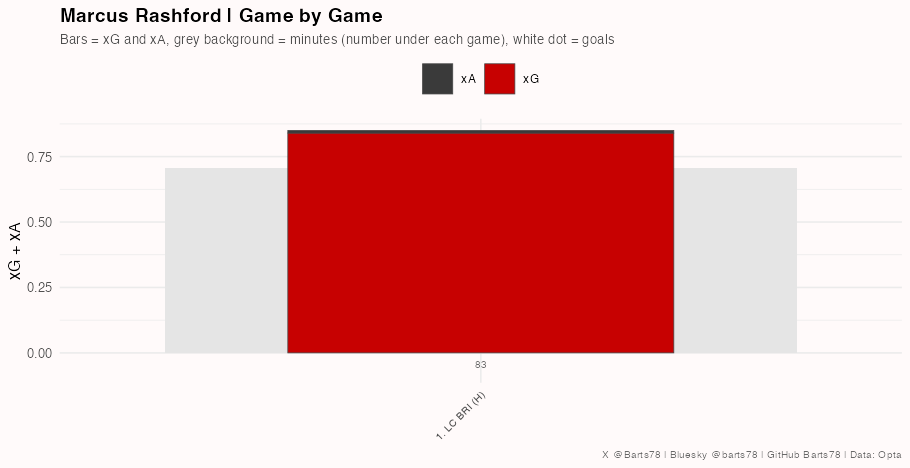 Marcus Rashford | Game by Game
Bars = xG and xA, grey background = minutes (number under each game), white dot = goals
xA xG
xG + xA
0.75
0.50
0.25
0.00
83
1. LC BRI (H)
X @Barts78 | Bluesky @barts78 | GitHub Barts78 | Data: Opta